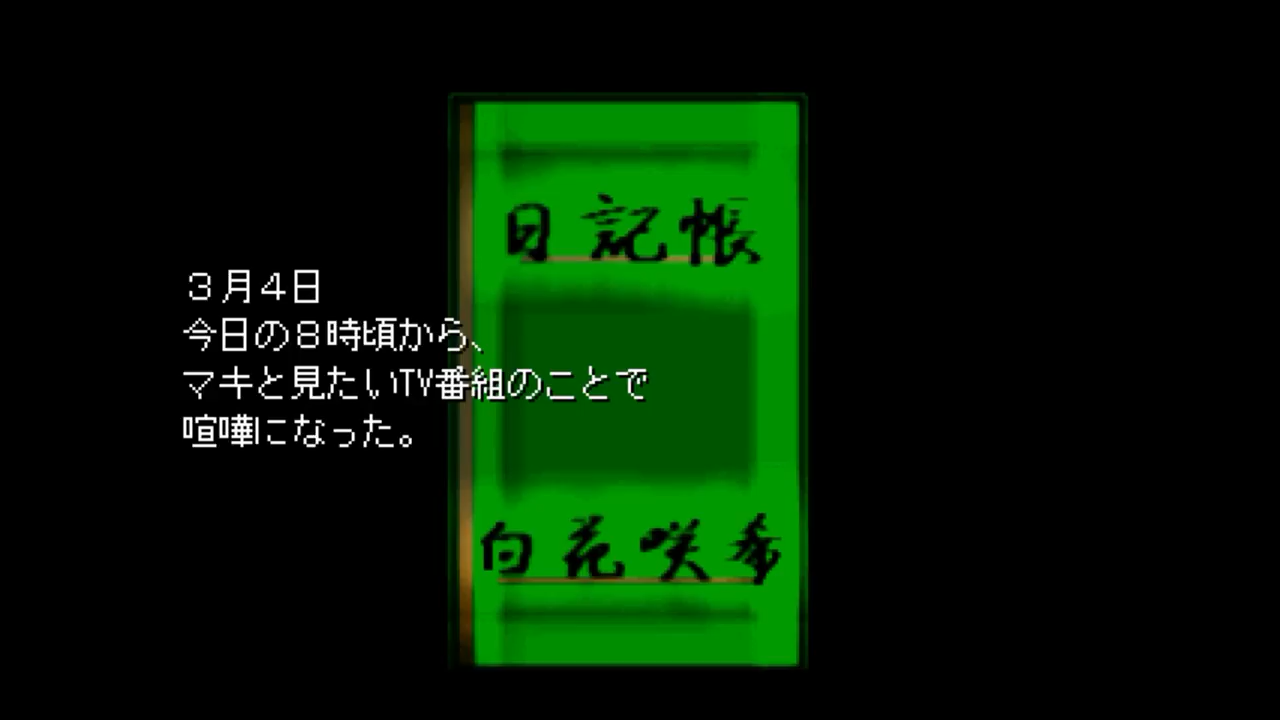 日記帳
３月４日
今日の８時頃から、
マキと見たいTV番組のことで
喧嘩になった。
白花咲希